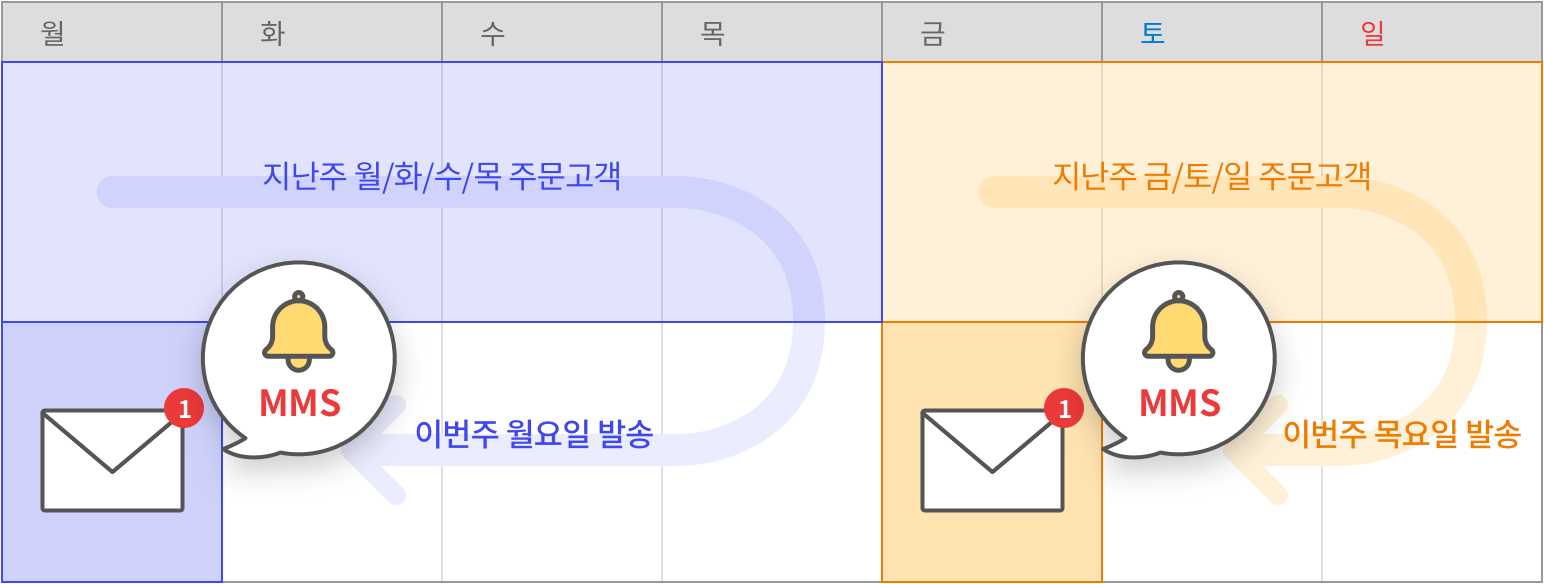 월 화 수 목 금 토 일
지난주 월/화/수/목 주문고객
지난주 금/토/일 주문고객
MMS
1
이번주 월요일 발송
MMS
1
이번주 목요일 발송